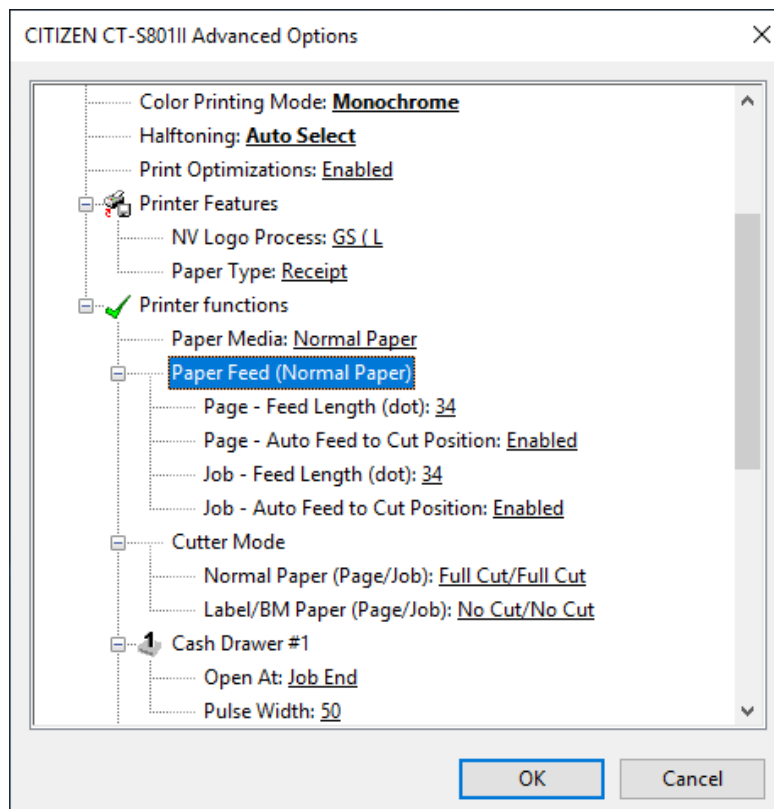 CITIZEN CT-S801II Advanced Options
Color Printing Mode: Monochrome
Halftoning: Auto Select
Print Optimizations: Enabled
Printer Features
NV Logo Process: GS ( L
Paper Type: Receipt
Printer functions
Paper Media: Normal Paper
Paper Feed (Normal Paper)
Page - Feed Length (dot): 34
Page - Auto Feed to Cut Position: Enabled
Job - Feed Length (dot): 34
Job - Auto Feed to Cut Position: Enabled
Cutter Mode
Normal Paper (Page/Job): Full Cut/Full Cut
Label/BM Paper (Page/Job): No Cut/No Cut
1 Cash Drawer #1
Open At: Job End
Pulse Width: 50
OK Cancel